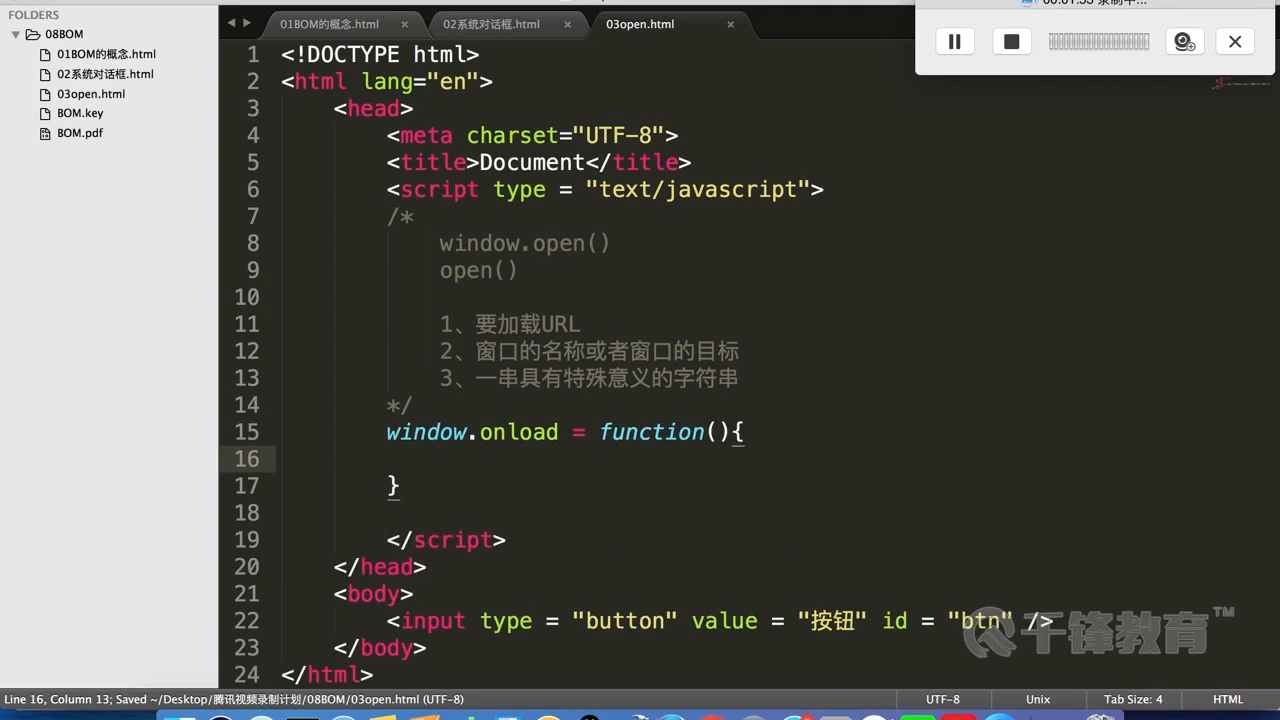 FOLDERS
08BOM
01BOM的概念.html
02系统对话框.html
03open.html
BOM.key
BOM.pdf
01BOM的概念.html
02系统对话框.html
03open.html
1 <!DOCTYPE html>
2 <html lang="en">
3 <head>
4 <meta charset="UTF-8">
5 <title>Document</title>
6 <script type = "text/javascript">
7 /*
8 window.open()
9 open()
10
11 1、要加载URL
12 2、窗口的名称或者窗口的目标
13 3、一串具有特殊意义的字符串
14 */
15 window.onload = function(){
16
17 }
18
19 </script>
20 </head>
21 <body>
22 <input type = "button" value = "按钮" id = "btn" />
23 </body>
24 </html>
千锋教育™
Line 16, Column 13; Saved ~/Desktop/腾讯视频录制计划/08BOM/03open.html (UTF-8)
UTF-8
Unix
Tab Size: 4
HTML